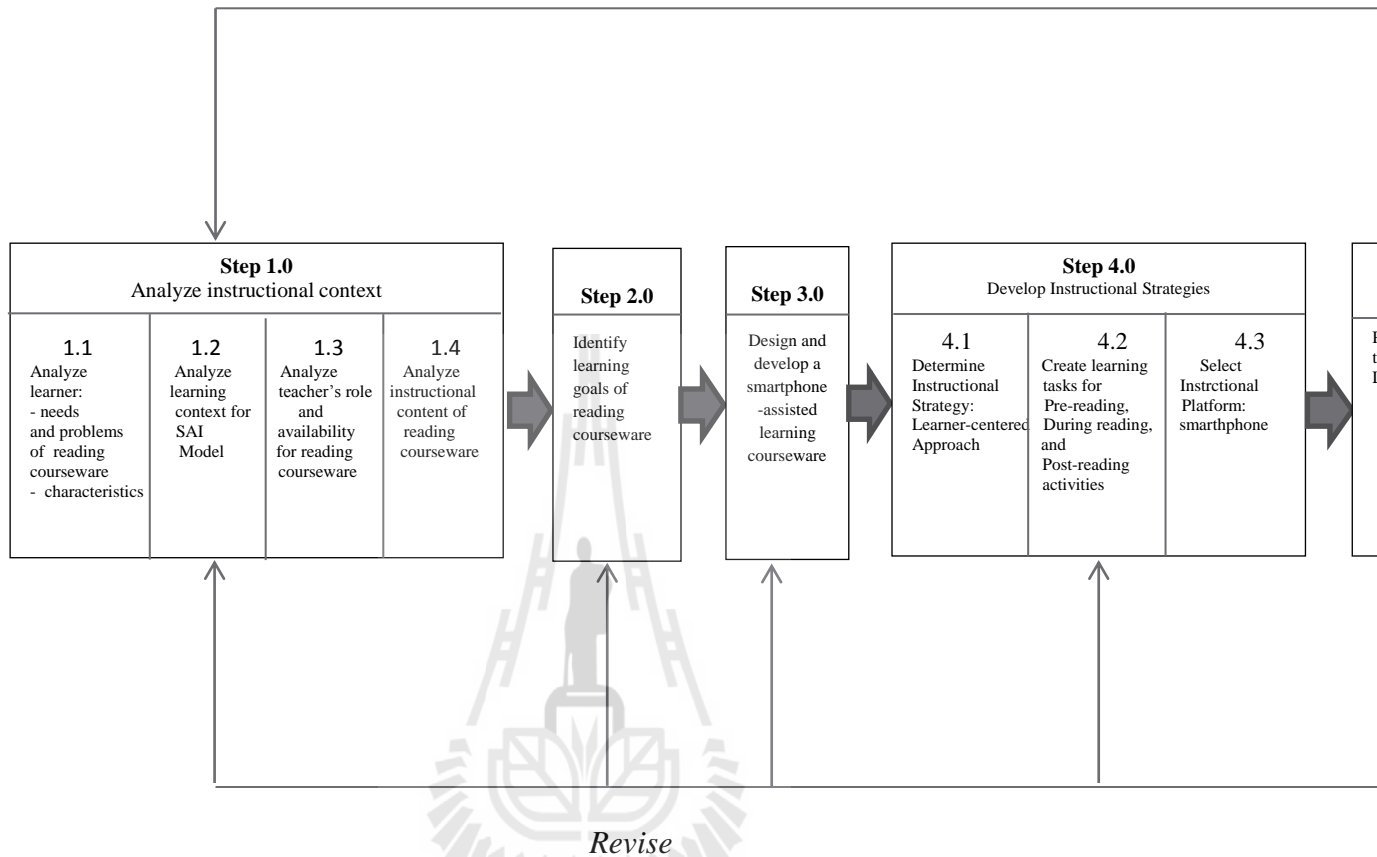 Step 1.0
Analyze instructional context
1.1
Analyze
learner:
- needs
and problems
of reading
courseware
- characteristics
1.2
Analyze
learning
context for
SAI
Model
1.3
Analyze
teacher's role
and
availability
for reading
courseware
1.4
Analyze
instructional
content of
reading
courseware
Step 2.0
Identify
learning
goals of
reading
courseware
Step 3.0
Design and
develop a
smartphone
-assisted
learning
courseware
Step 4.0
Develop Instructional Strategies
4.1
Determine
Instructional
Strategy:
Learner-centered
Approach
4.2
Create learning
tasks for
Pre-reading,
During reading,
and
Post-reading
activities
4.3
Select
Instrctional
Platform:
smarthphone
Revise